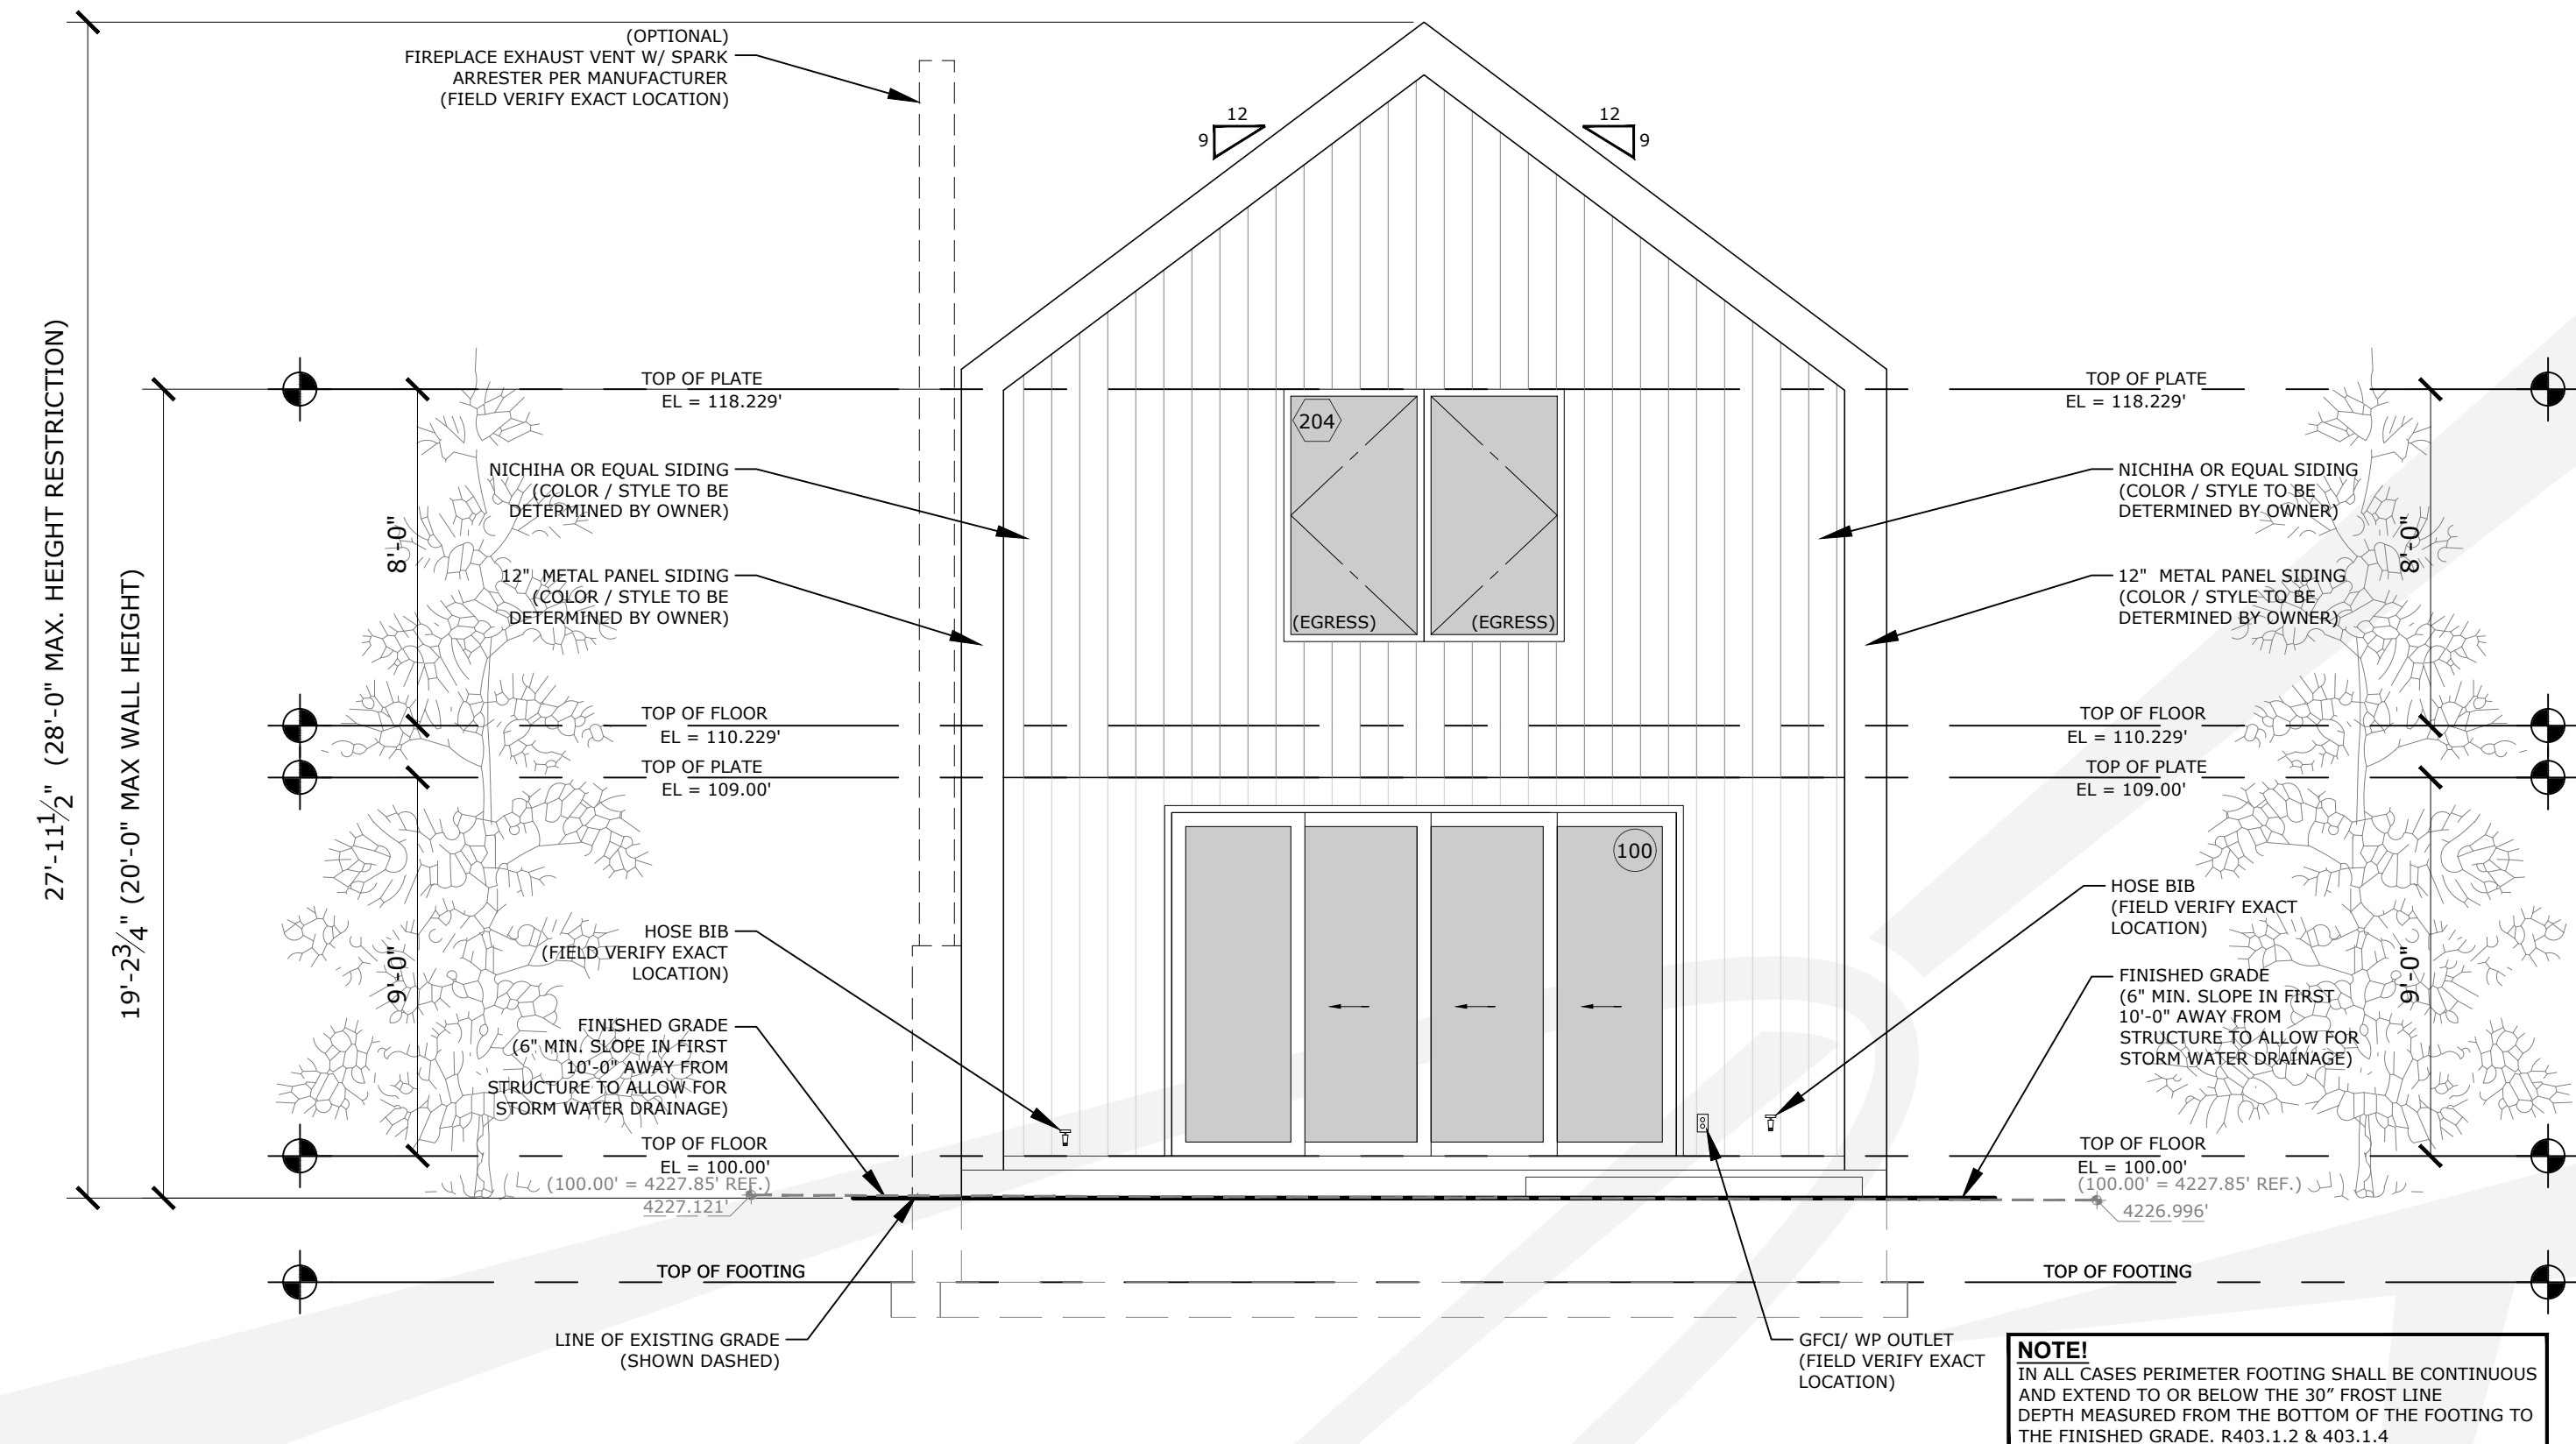 (OPTIONAL)
FIREPLACE EXHAUST VENT W/ SPARK
ARRESTER PER MANUFACTURER
(FIELD VERIFY EXACT LOCATION)
12
9
12
9
27'-11 1/2" (28'-0" MAX. HEIGHT RESTRICTION)
19'-2 3/4" (20'-0" MAX WALL HEIGHT)
TOP OF PLATE
EL = 118.229'
TOP OF PLATE
EL = 118.229'
204
(EGRESS)
(EGRESS)
8'-0"
NICHIHA OR EQUAL SIDING
(COLOR / STYLE TO BE
DETERMINED BY OWNER)
12" METAL PANEL SIDING
(COLOR / STYLE TO BE
DETERMINED BY OWNER)
NICHIHA OR EQUAL SIDING
(COLOR / STYLE TO BE
DETERMINED BY OWNER)
12" METAL PANEL SIDING
(COLOR / STYLE TO BE
DETERMINED BY OWNER)
8'-0"
TOP OF FLOOR
EL = 110.229'
TOP OF PLATE
EL = 109.00'
TOP OF FLOOR
EL = 110.229'
TOP OF PLATE
EL = 109.00'
100
9'-0"
HOSE BIB
(FIELD VERIFY EXACT
LOCATION)
FINISHED GRADE
(6" MIN. SLOPE IN FIRST
10'-0" AWAY FROM
STRUCTURE TO ALLOW FOR
STORM WATER DRAINAGE)
HOSE BIB
(FIELD VERIFY EXACT
LOCATION)
FINISHED GRADE
(6" MIN. SLOPE IN FIRST
10'-0" AWAY FROM
STRUCTURE TO ALLOW FOR
STORM WATER DRAINAGE)
9'-0"
TOP OF FLOOR
EL = 100.00'
(100.00' = 4227.85' REF.)
4227.121'
TOP OF FLOOR
EL = 100.00'
(100.00' = 4227.85' REF.)
4226.996'
TOP OF FOOTING
TOP OF FOOTING
LINE OF EXISTING GRADE
(SHOWN DASHED)
GFCI/ WP OUTLET
(FIELD VERIFY EXACT
LOCATION)
NOTE!
IN ALL CASES PERIMETER FOOTING SHALL BE CONTINUOUS
AND EXTEND TO OR BELOW THE 30″ FROST LINE
DEPTH MEASURED FROM THE BOTTOM OF THE FOOTING TO
THE FINISHED GRADE. R403.1.2 & 403.1.4